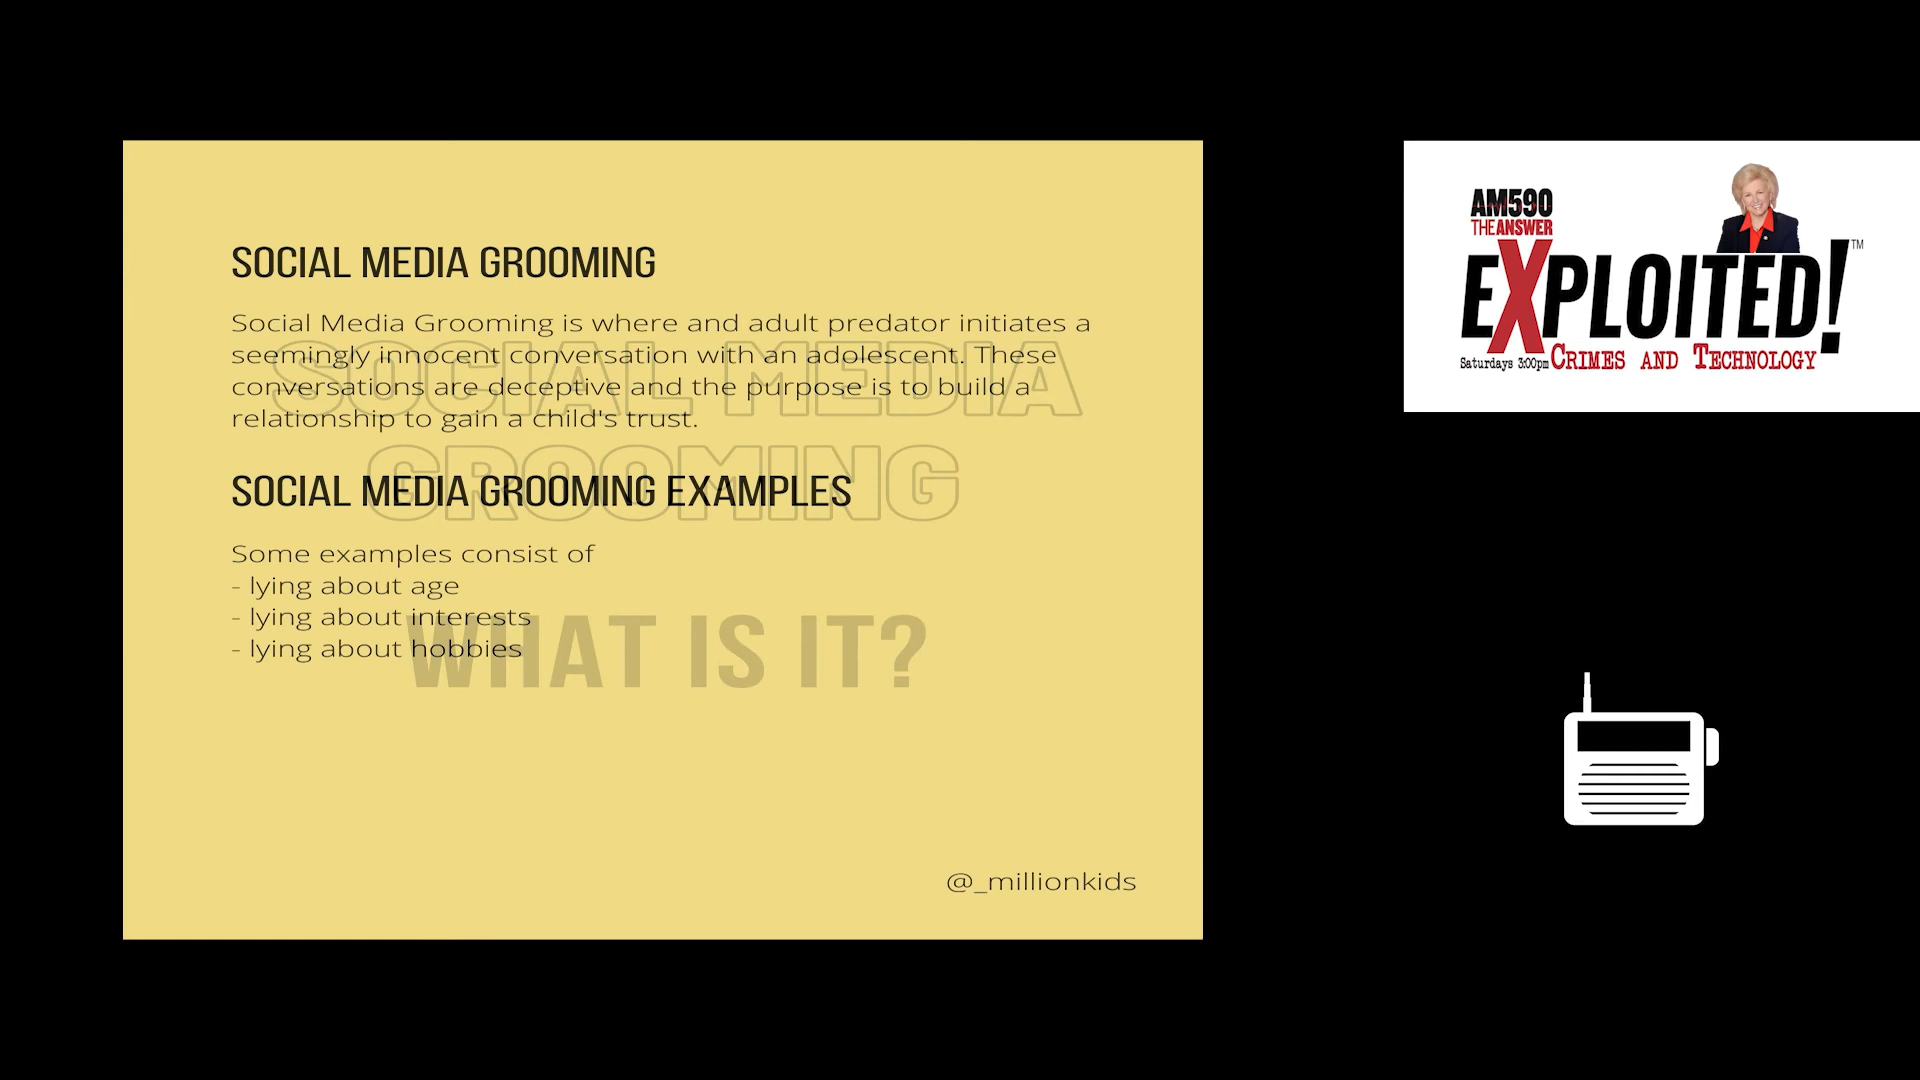 SOCIAL MEDIA GROOMING
Social Media Grooming is where and adult predator initiates a
seemingly innocent conversation with an adolescent. These
conversations are deceptive and the purpose is to build a
relationship to gain a child's trust.
SOCIAL MEDIA
GROOMING
SOCIAL MEDIA GROOMING EXAMPLES
Some examples consist of
- lying about age
- lying about interests
- lying about hobbies
WHAT IS IT?
@_millionkids
AM590
THE ANSWER
EXPLOITED!™
Saturdays 3:00pm CRIMES AND TECHNOLOGY